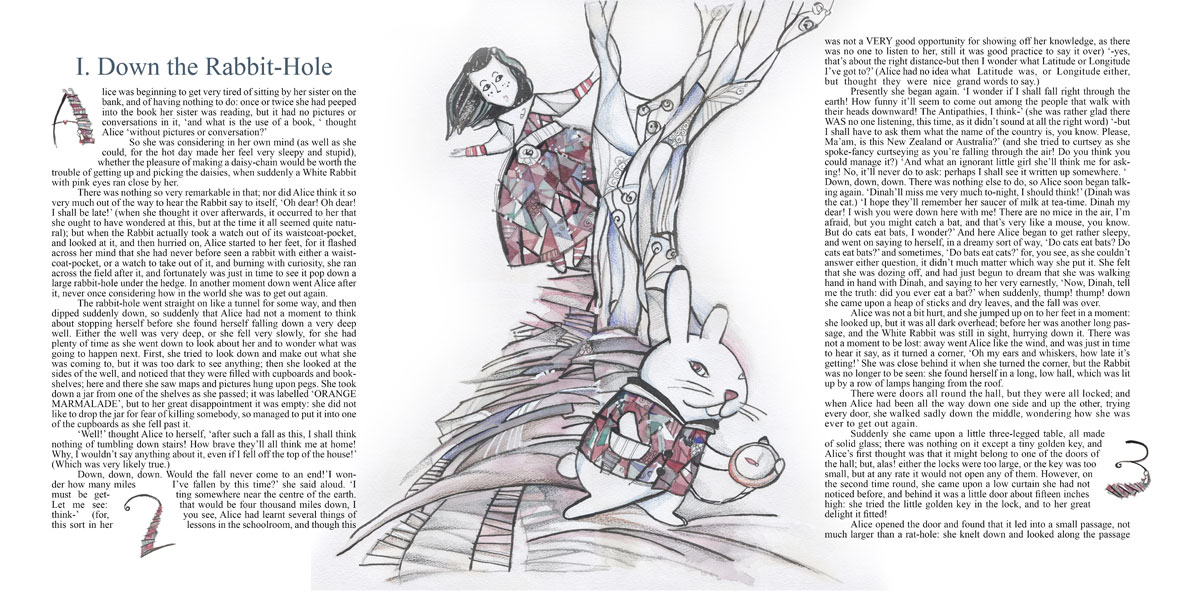 I. Down the Rabbit-Hole
A
lice was beginning to get very tired of sitting by her sister on the
bank, and of having nothing to do: once or twice she had peeped
into the book her sister was reading, but it had no pictures or
conversations in it, ‘and what is the use of a book, ‘ thought
Alice ‘without pictures or conversation?’
So she was considering in her own mind (as well as she
could, for the hot day made her feel very sleepy and stupid),
whether the pleasure of making a daisy-chain would be worth the
trouble of getting up and picking the daisies, when suddenly a White Rabbit
with pink eyes ran close by her.
There was nothing so very remarkable in that; nor did Alice think it so
very much out of the way to hear the Rabbit say to itself, ‘Oh dear! Oh dear!
I shall be late!’ (when she thought it over afterwards, it occurred to her that
she ought to have wondered at this, but at the time it all seemed quite natu-
ral); but when the Rabbit actually took a watch out of its waistcoat-pocket,
and looked at it, and then hurried on, Alice started to her feet, for it flashed
across her mind that she had never before seen a rabbit with either a waist-
coat-pocket, or a watch to take out of it, and burning with curiosity, she ran
across the field after it, and fortunately was just in time to see it pop down a
large rabbit-hole under the hedge. In another moment down went Alice after
it, never once considering how in the world she was to get out again.
The rabbit-hole went straight on like a tunnel for some way, and then
dipped suddenly down, so suddenly that Alice had not a moment to think
about stopping herself before she found herself falling down a very deep
well. Either the well was very deep, or she fell very slowly, for she had
plenty of time as she went down to look about her and to wonder what was
going to happen next. First, she tried to look down and make out what she
was coming to, but it was too dark to see anything; then she looked at the
sides of the well, and noticed that they were filled with cupboards and book-
shelves; here and there she saw maps and pictures hung upon pegs. She took
down a jar from one of the shelves as she passed; it was labelled ‘ORANGE
MARMALADE’, but to her great disappointment it was empty: she did not
like to drop the jar for fear of killing somebody, so managed to put it into one
of the cupboards as she fell past it.
‘Well!’ thought Alice to herself, ‘after such a fall as this, I shall think
nothing of tumbling down stairs! How brave they’ll all think me at home!
Why, I wouldn’t say anything about it, even if I fell off the top of the house!’
(Which was very likely true.)
Down, down, down. Would the fall never come to an end!’I won-
der how many miles I’ve fallen by this time?’ she said aloud. ‘I
must be get- ting somewhere near the centre of the earth.
Let me see: that would be four thousand miles down, I
think-’ (for, you see, Alice had learnt several things of
this sort in her lessons in the schoolroom, and though this
2
was not a VERY good opportunity for showing off her knowledge, as there
was no one to listen to her, still it was good practice to say it over) ‘-yes,
that’s about the right distance-but then I wonder what Latitude or Longitude
I’ve got to?’ (Alice had no idea what Latitude was, or Longitude either,
but though they were nice grand words to say.)
Presently she began again. ‘I wonder if I shall fall right through the
earth! How funny it’ll seem to come out among the people that walk with
their heads downward! The Antipathies, I think-’ (she was rather glad there
WAS no one listening, this time, as it didn’t sound at all the right word) ‘-but
I shall have to ask them what the name of the country is, you know. Please,
Ma’am, is this New Zealand or Australia?’ (and she tried to curtsey as she
spoke-fancy curtseying as you’re falling through the air! Do you think you
could manage it?) ‘And what an ignorant little girl she’ll think me for ask-
ing! No, it’ll never do to ask: perhaps I shall see it written up somewhere. ‘
Down, down, down. There was nothing else to do, so Alice soon began talk-
ing again. ‘Dinah’ll miss me very much to-night, I should think!’ (Dinah was
the cat.) ‘I hope they’ll remember her saucer of milk at tea-time. Dinah my
dear! I wish you were down here with me! There are no mice in the air, I’m
afraid, but you might catch a bat, and that’s very like a mouse, you know.
But do cats eat bats, I wonder?’ And here Alice began to get rather sleepy,
and went on saying to herself, in a dreamy sort of way, ‘Do cats eat bats? Do
cats eat bats?’ and sometimes, ‘Do bats eat cats?’ for, you see, as she couldn’t
answer either question, it didn’t much matter which way she put it. She felt
that she was dozing off, and had just begun to dream that she was walking
hand in hand with Dinah, and saying to her very earnestly, ‘Now, Dinah, tell
me the truth: did you ever eat a bat?’ when suddenly, thump! thump! down
she came upon a heap of sticks and dry leaves, and the fall was over.
Alice was not a bit hurt, and she jumped up on to her feet in a moment:
she looked up, but it was all dark overhead; before her was another long pas-
sage, and the White Rabbit was still in sight, hurrying down it. There was
not a moment to be lost: away went Alice like the wind, and was just in time
to hear it say, as it turned a corner, ‘Oh my ears and whiskers, how late it’s
getting!’ She was close behind it when she turned the corner, but the Rabbit
was no longer to be seen: she found herself in a long, low hall, which was lit
up by a row of lamps hanging from the roof.
There were doors all round the hall, but they were all locked; and
when Alice had been all the way down one side and up the other, trying
every door, she walked sadly down the middle, wondering how she was
ever to get out again.
Suddenly she came upon a little three-legged table, all made
of solid glass; there was nothing on it except a tiny golden key, and
Alice’s first thought was that it might belong to one of the doors of
the hall; but, alas! either the locks were too large, or the key was too
small, but at any rate it would not open any of them. However, on
the second time round, she came upon a low curtain she had not
noticed before, and behind it was a little door about fifteen inches
high: she tried the little golden key in the lock, and to her great
delight it fitted!
Alice opened the door and found that it led into a small passage, not
much larger than a rat-hole: she knelt down and looked along the passage
3